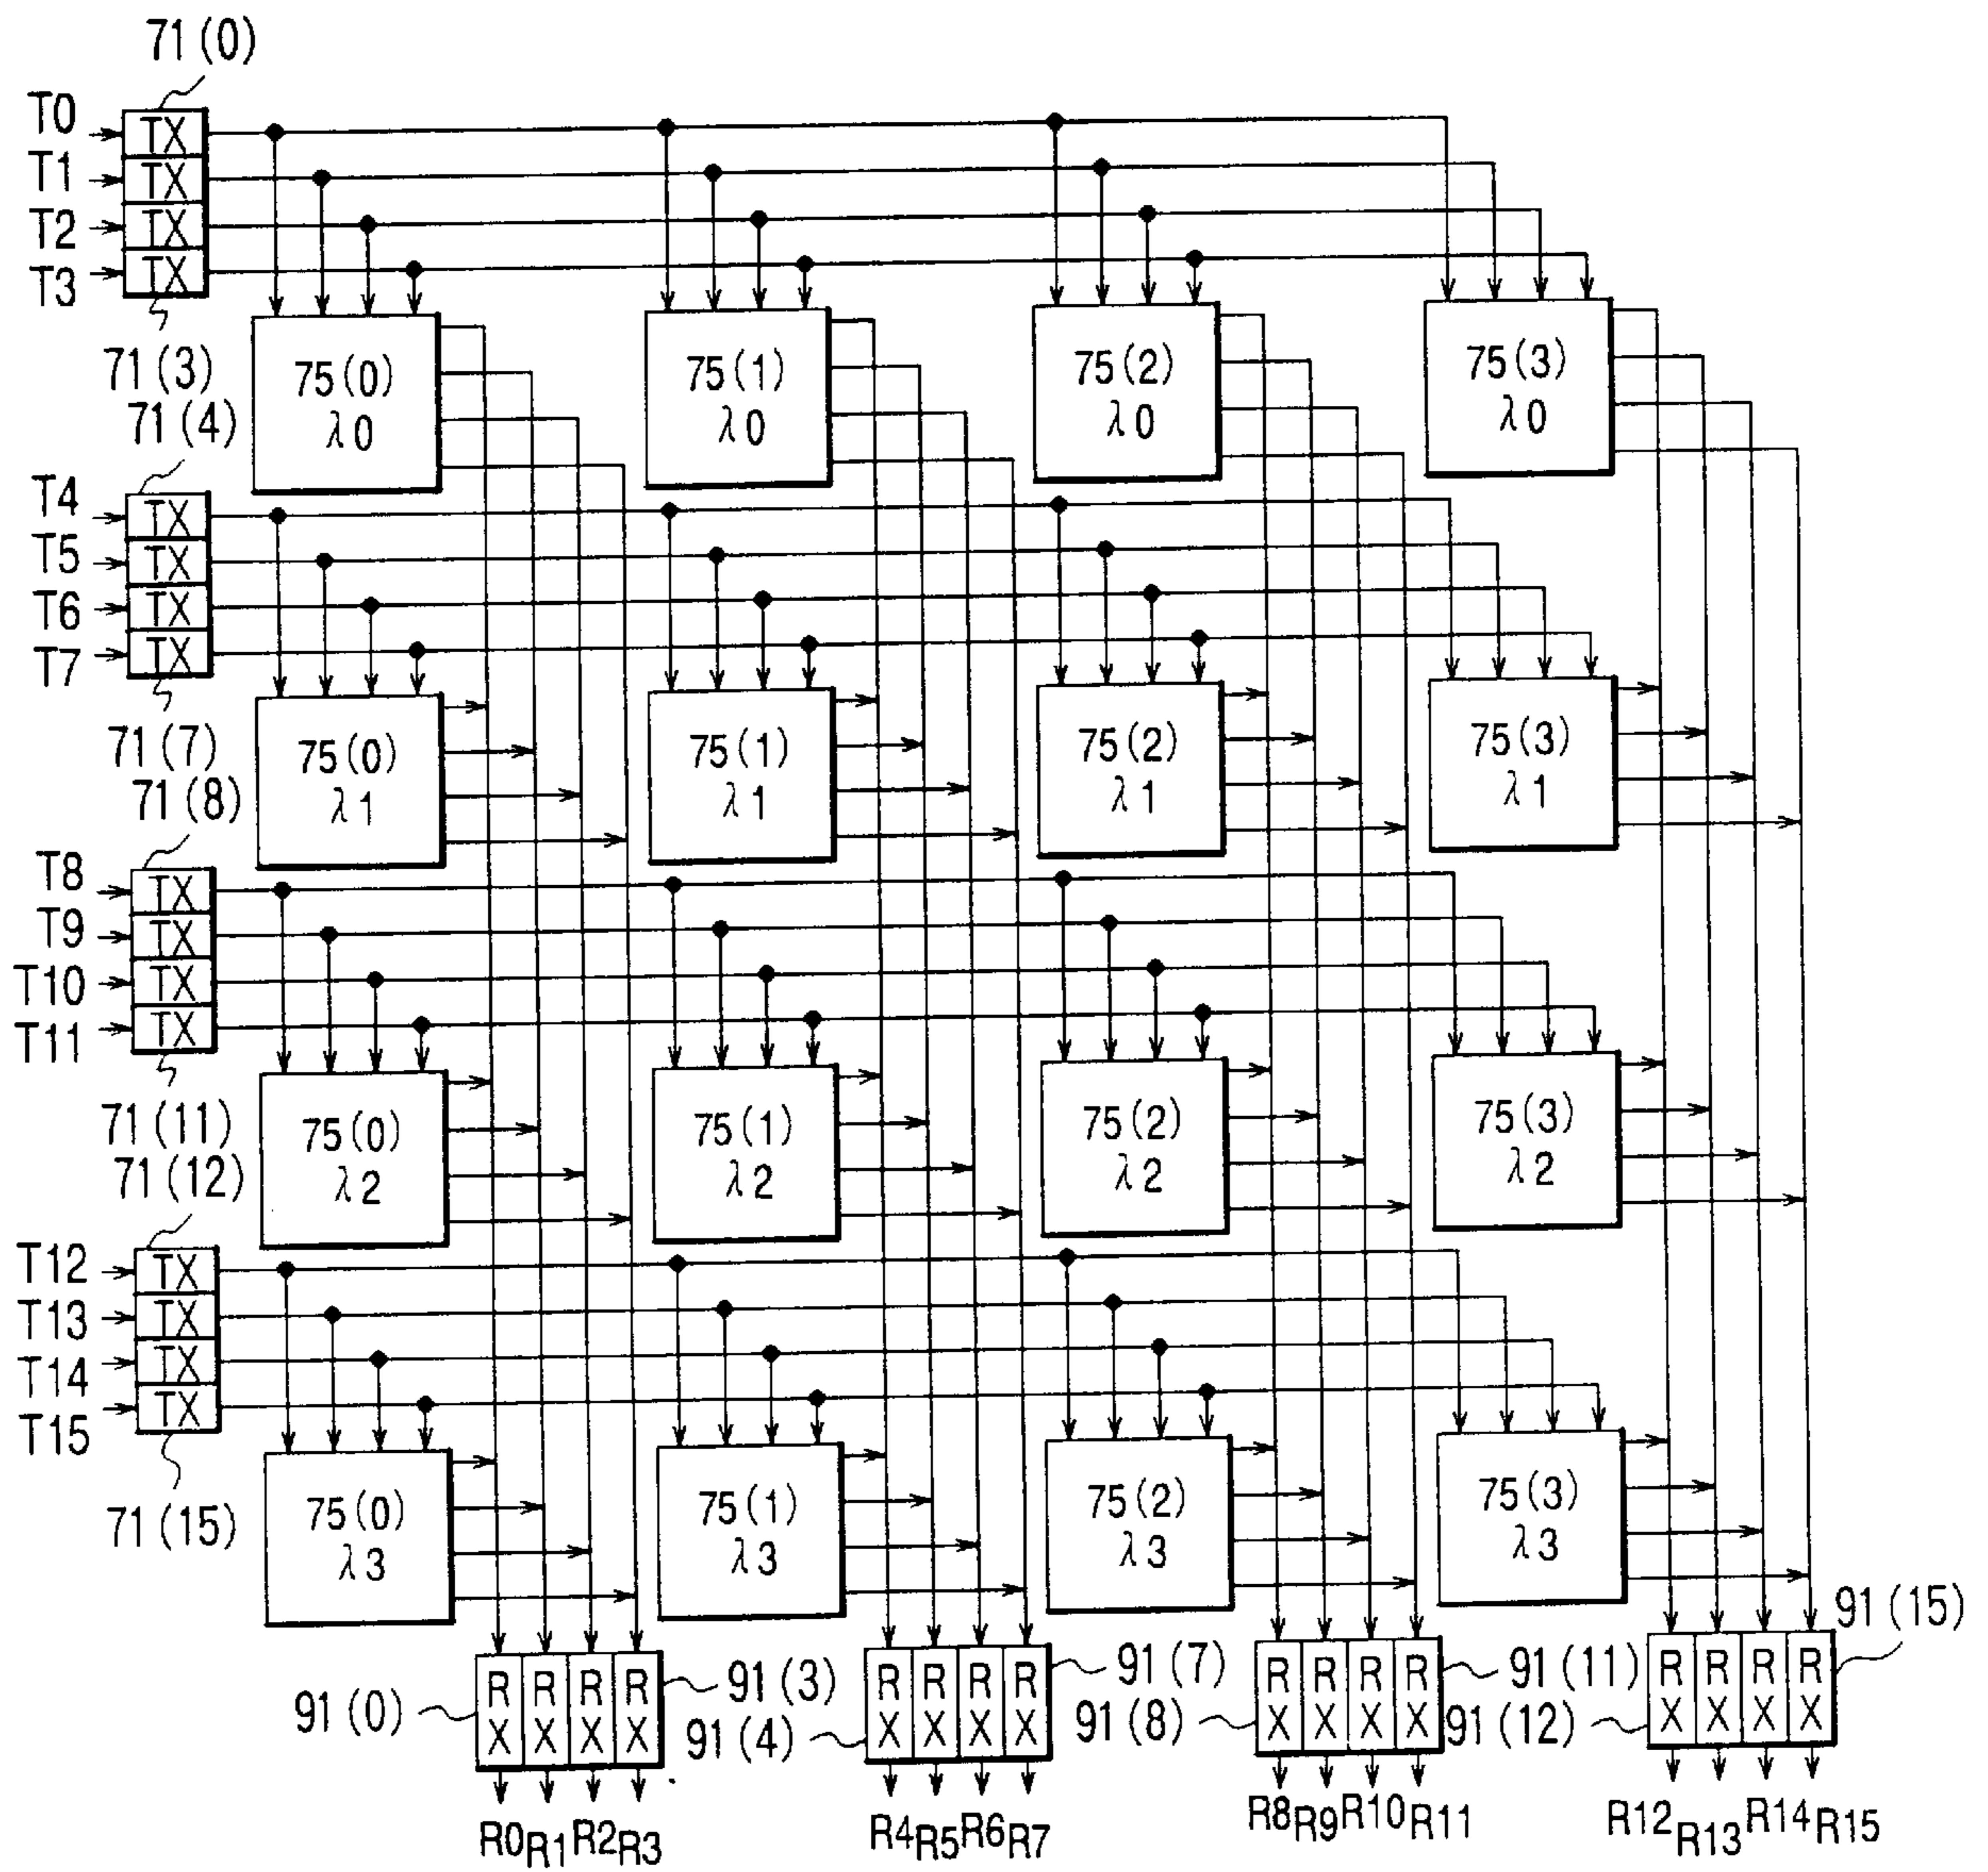 71 (0)
T0
TX
T1
TX
T2
TX
T3
TX
71 (3)
75 (0)
λ0
75 (1)
λ0
75 (2)
λ0
75 (3)
λ0
71 (4)
T4
TX
T5
TX
T6
TX
T7
TX
71 (7)
75 (0)
λ1
75 (1)
λ1
75 (2)
λ1
75 (3)
λ1
71 (8)
T8
TX
T9
TX
T10
TX
T11
TX
71 (11)
75 (0)
λ2
75 (1)
λ2
75 (2)
λ2
75 (3)
λ2
71 (12)
T12
TX
T13
TX
T14
TX
T15
TX
71 (15)
75 (0)
λ3
75 (1)
λ3
75 (2)
λ3
75 (3)
λ3
91 (0)
RX
RX
RX
RX
91 (3)
91 (4)
RX
RX
RX
RX
91 (7)
91 (8)
RX
RX
RX
RX
91 (11)
91 (12)
RX
RX
RX
RX
91 (15)
R0 R1 R2 R3
R4 R5 R6 R7
R8 R9 R10 R11
R12 R13 R14 R15